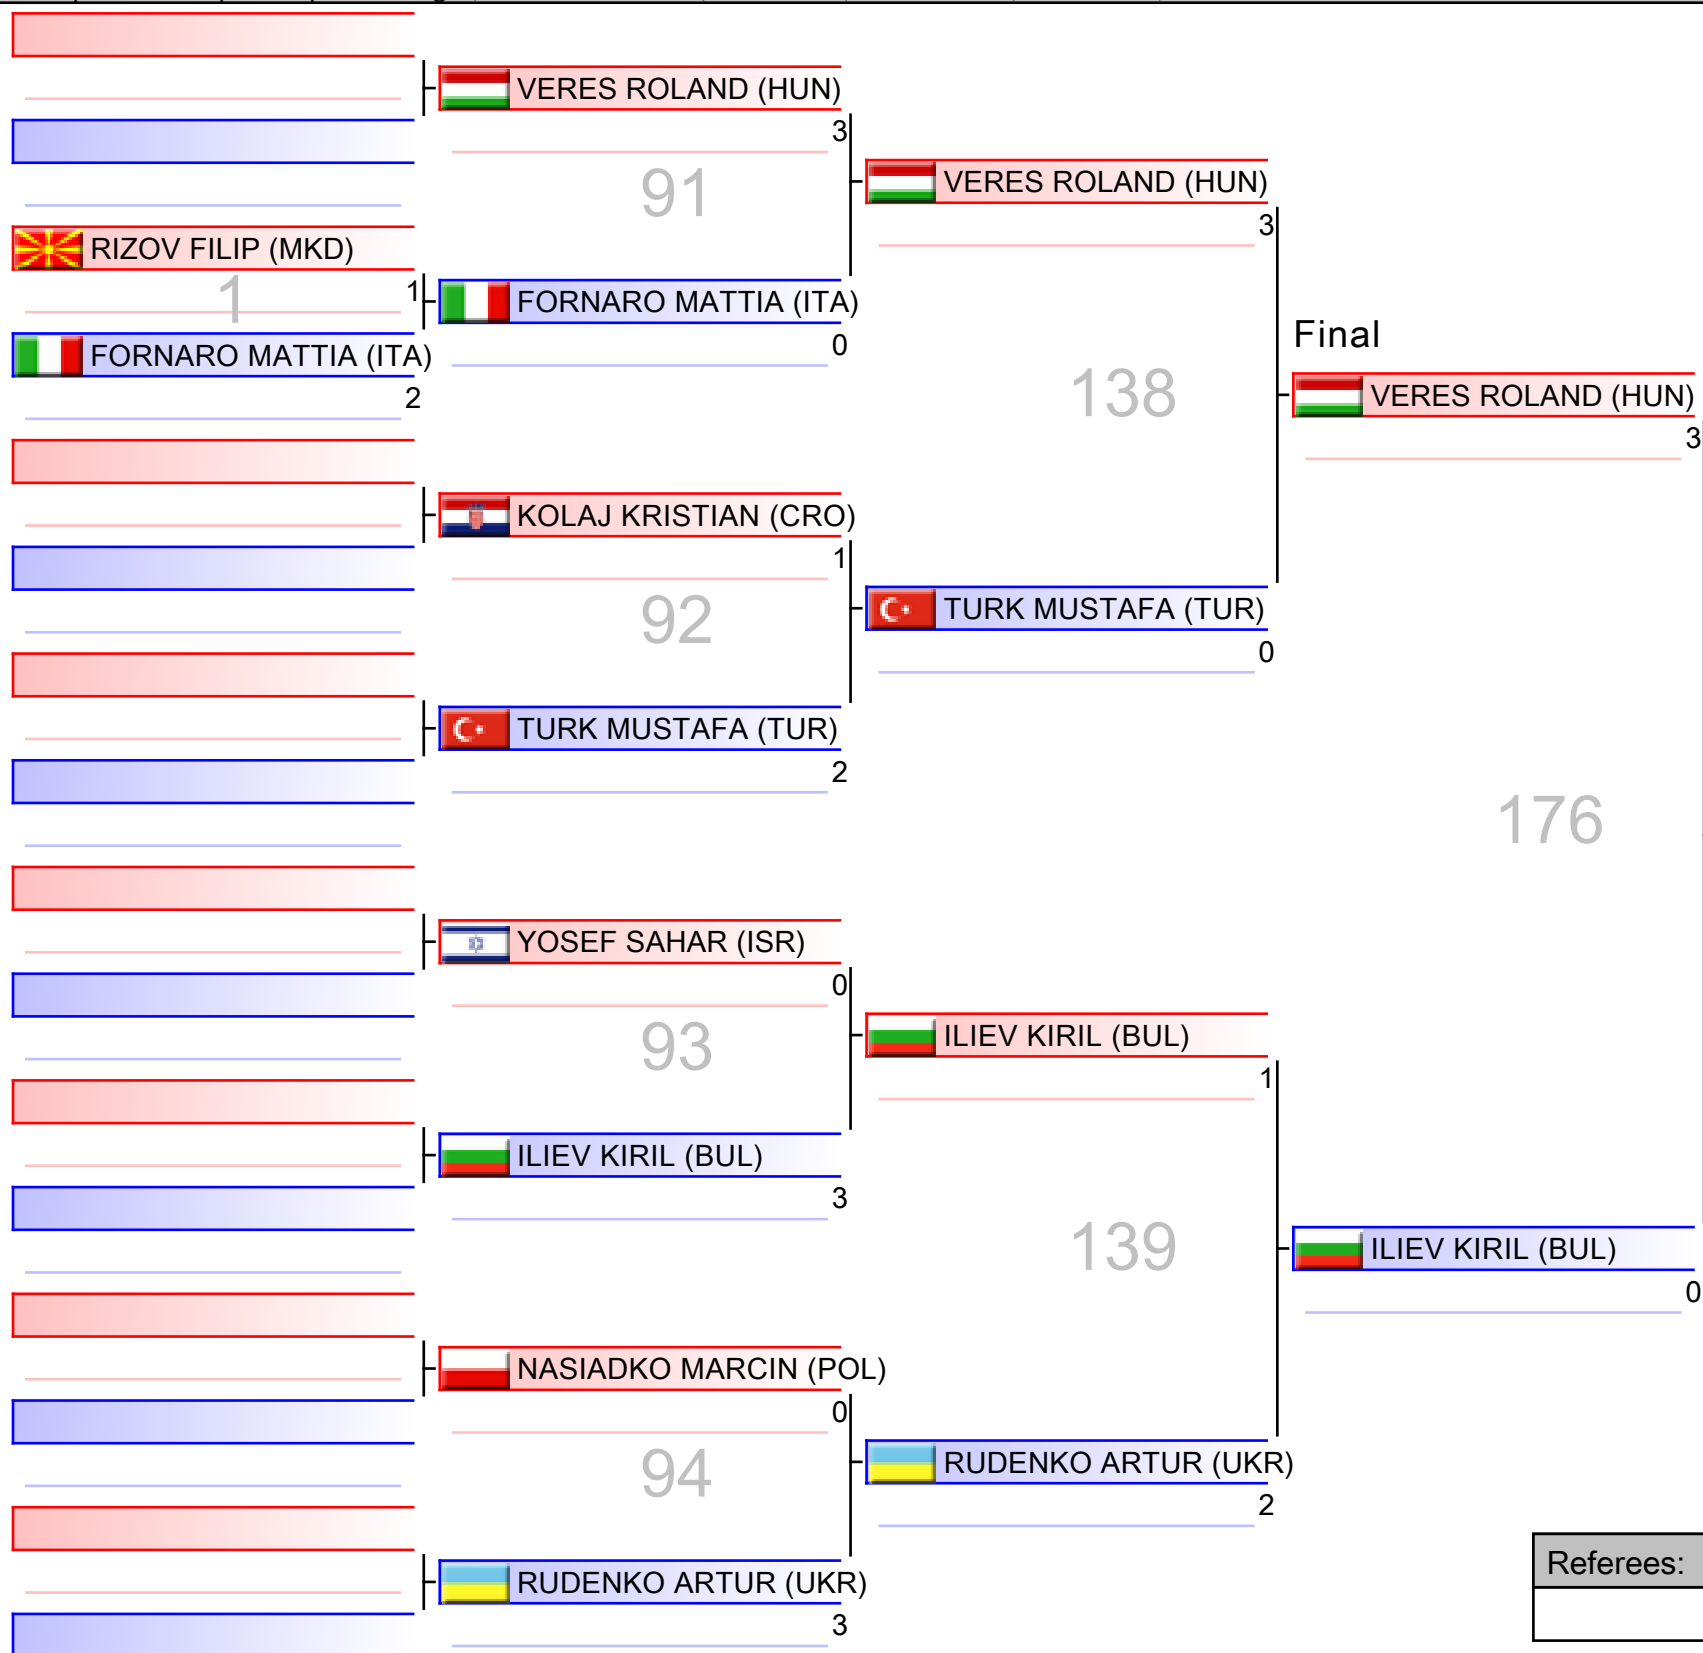 VERES ROLAND (HUN)
3
91
VERES ROLAND (HUN)
3
RIZOV FILIP (MKD)
1
1
FORNARO MATTIA (ITA)
0
FORNARO MATTIA (ITA)
2
138
Final
VERES ROLAND (HUN)
3
KOLAJ KRISTIAN (CRO)
1
92
TURK MUSTAFA (TUR)
0
TURK MUSTAFA (TUR)
2
176
YOSEF SAHAR (ISR)
0
93
ILIEV KIRIL (BUL)
1
ILIEV KIRIL (BUL)
3
139
ILIEV KIRIL (BUL)
0
NASIADKO MARCIN (POL)
0
94
RUDENKO ARTUR (UKR)
2
RUDENKO ARTUR (UKR)
3
Referees: